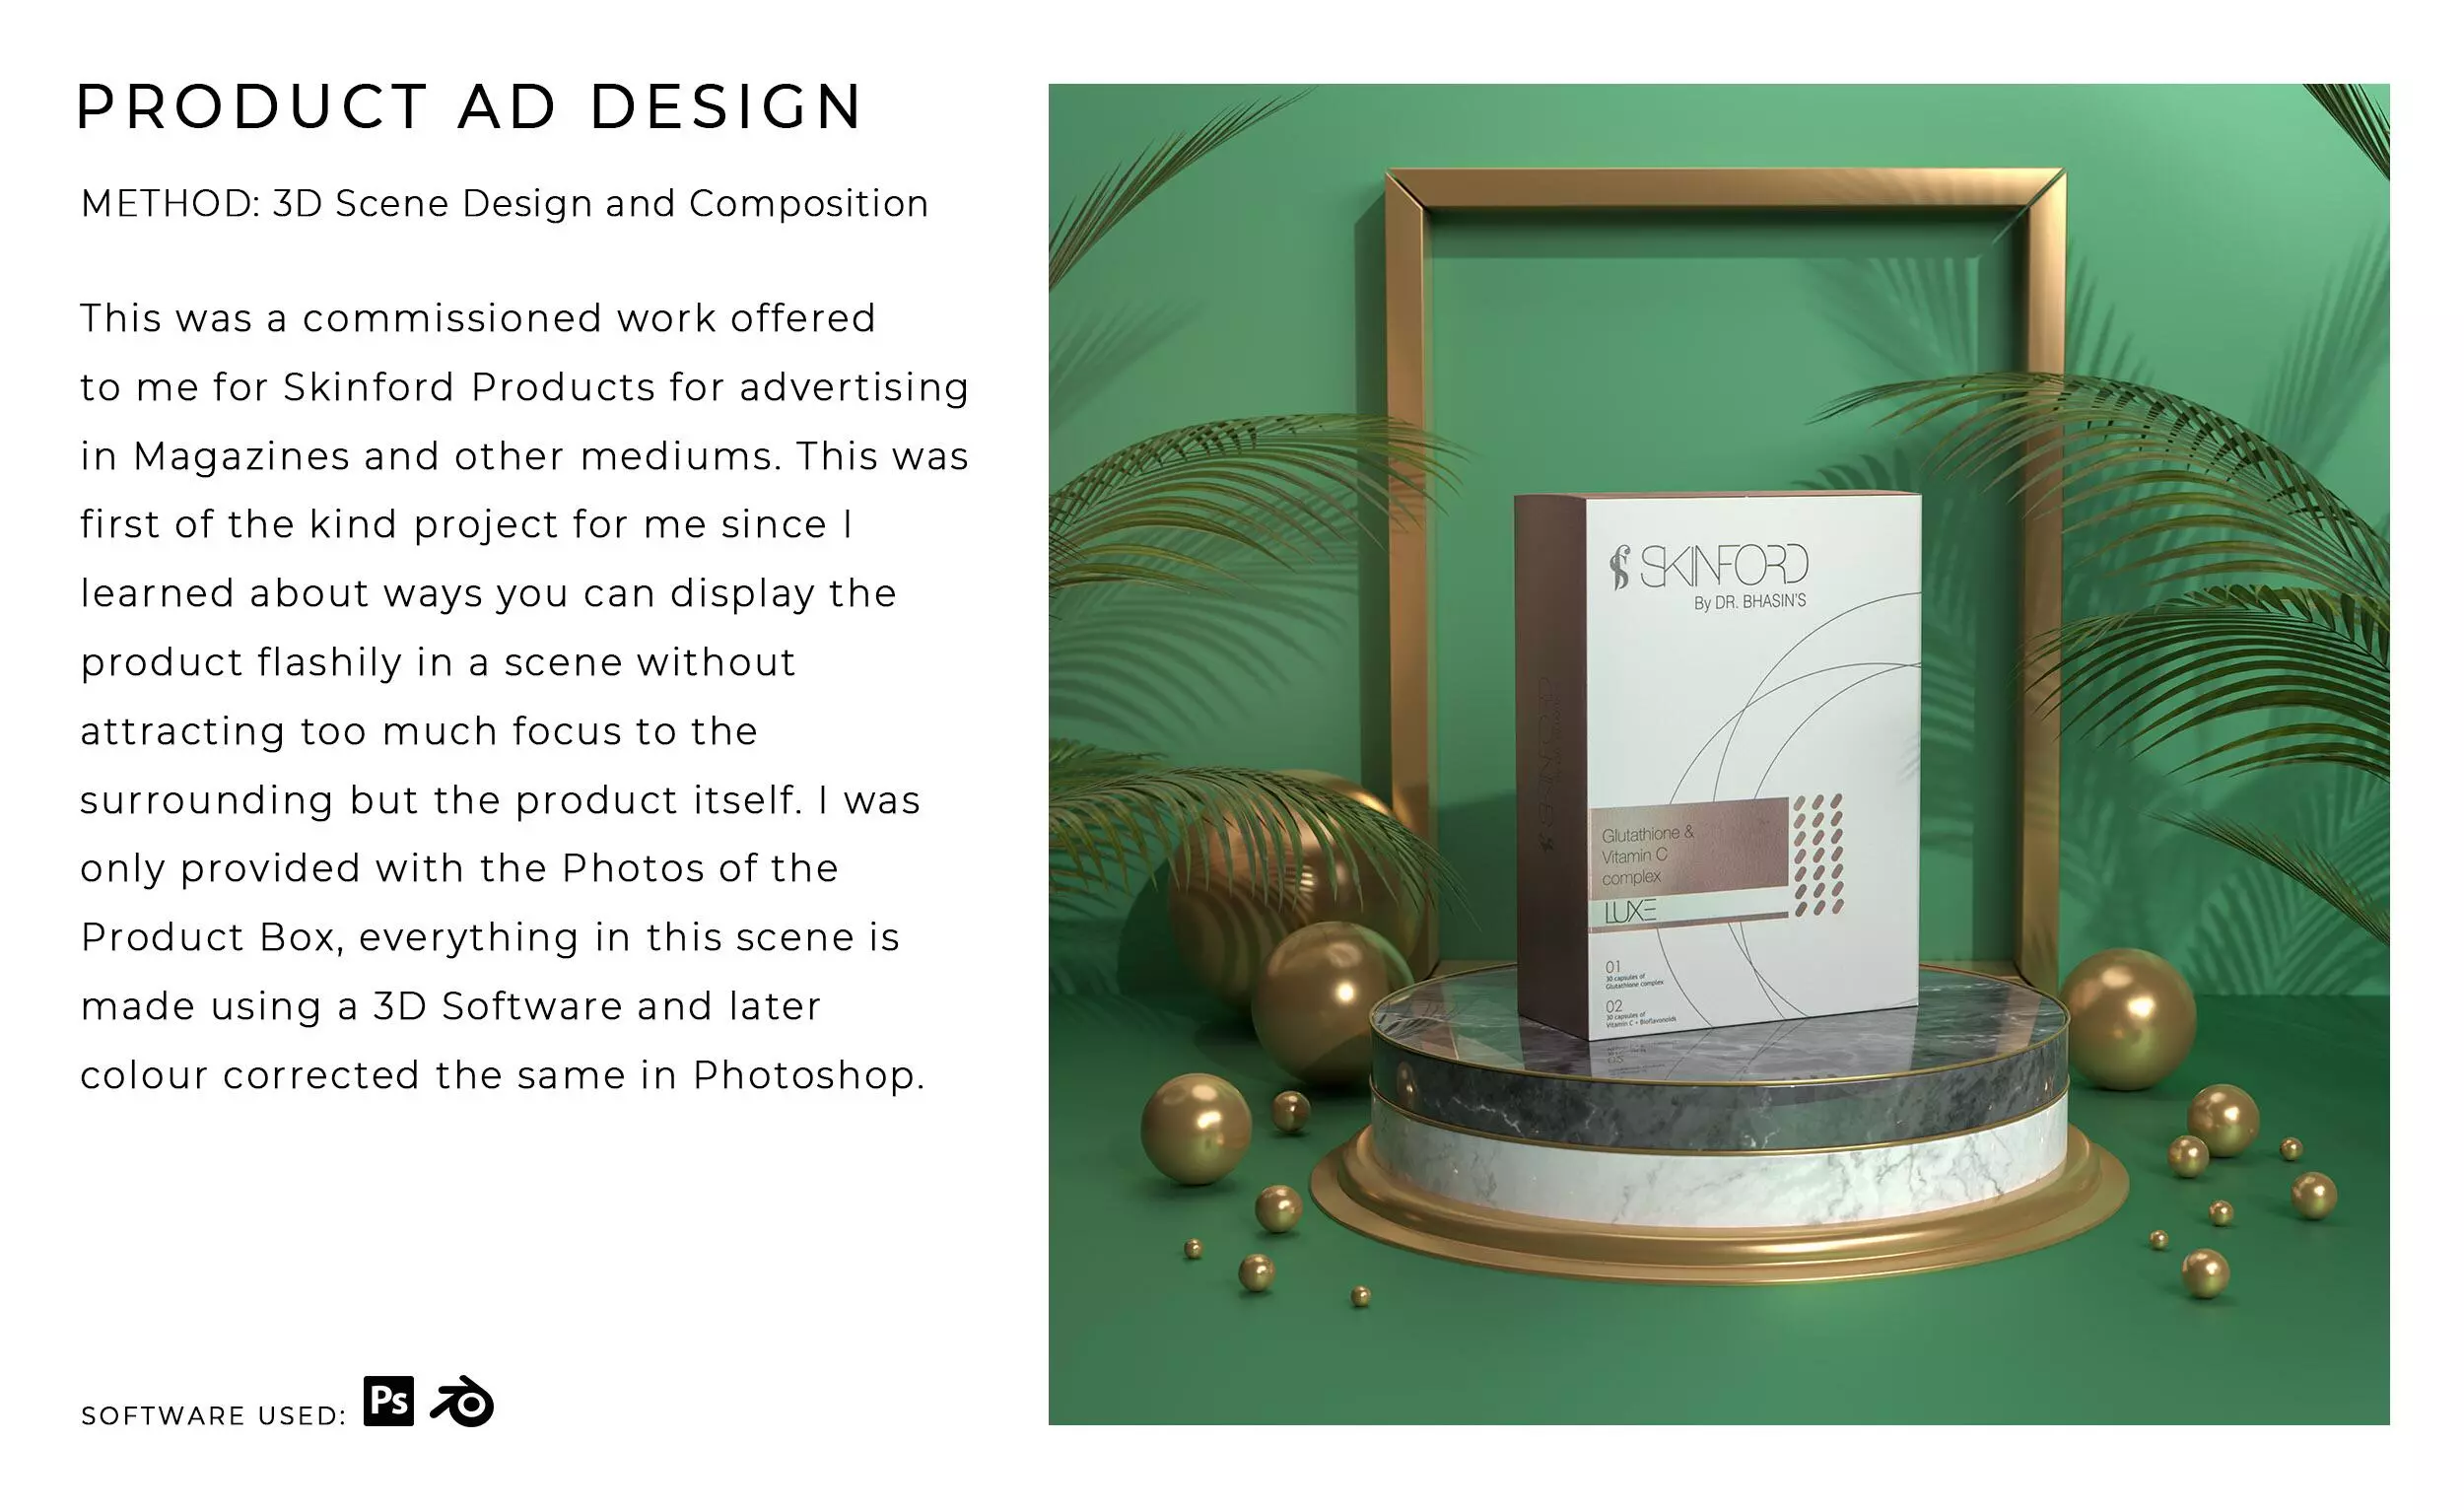 PRODUCT AD DESIGN
METHOD: 3D Scene Design and Composition
This was a commissioned work offered
to me for Skinford Products for advertising
in Magazines and other mediums. This was
first of the kind project for me since I
learned about ways you can display the
product flashily in a scene without
attracting too much focus to the
surrounding but the product itself. I was
only provided with the Photos of the
Product Box, everything in this scene is
made using a 3D Software and later
colour corrected the same in Photoshop.
SOFTWARE USED: Ps
SKINFORD
By DR. BHASIN'S
SKINFORD
Glutathione &
Vitamin C
complex
LUXE
01
30 capsules of
Glutathione complex
02
30 capsules of
Vitamin C + Bioflavonoids